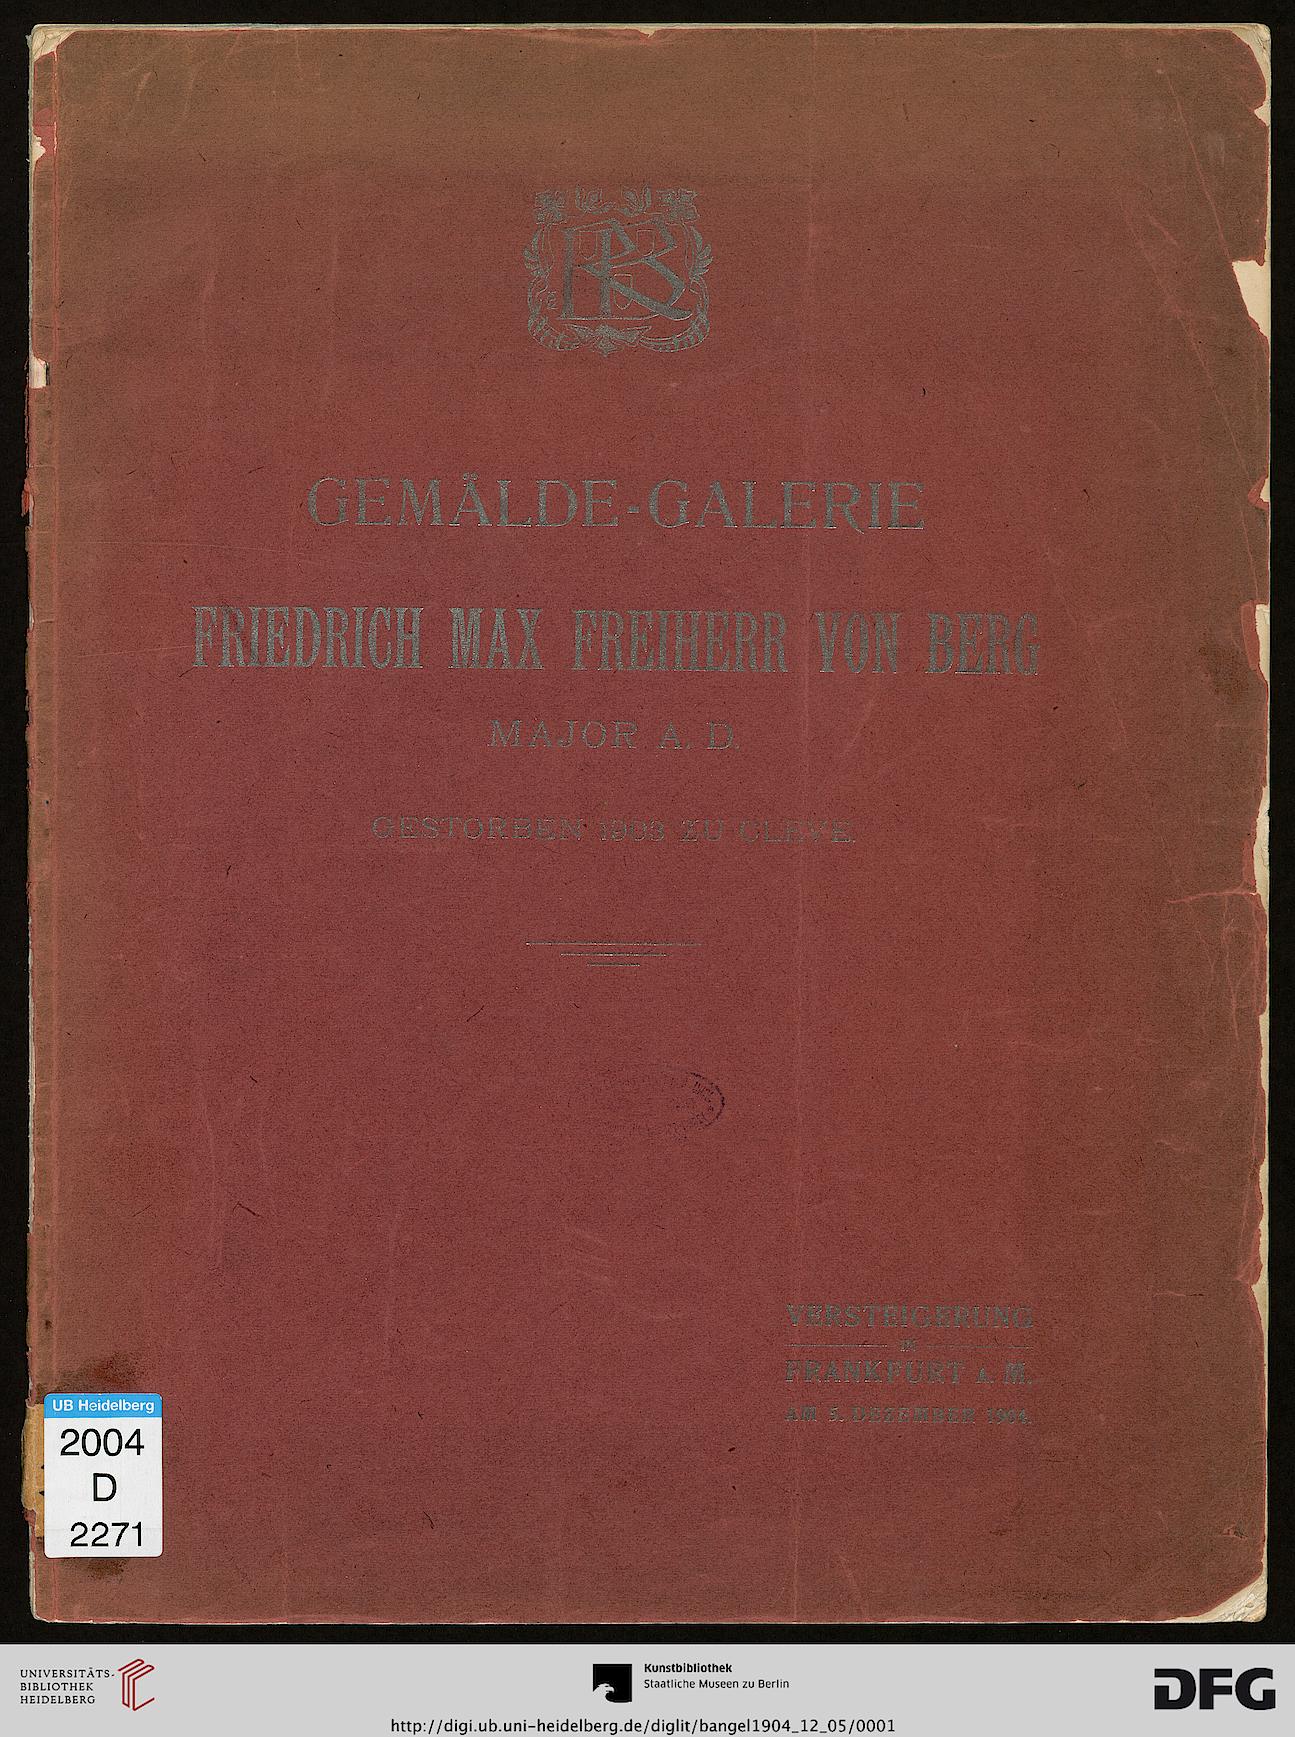 GEMÄLDE-GALERIE
FRIEDRICH MAX FREIHERR VON BERG
MAJOR A. D.
GESTORBEN 1903 ZU CLEVE.
VERSTEIGERUNG
IN
FRANKFURT A. M.
AM 5. DEZEMBER 1904.
UB Heidelberg
2004
D
2271
UNIVERSITÄTS-
BIBLIOTHEK
HEIDELBERG
Kunstbibliothek
Staatliche Museen zu Berlin
DFG
http://digi.ub.uni-heidelberg.de/diglit/bangel1904_12_05/0001